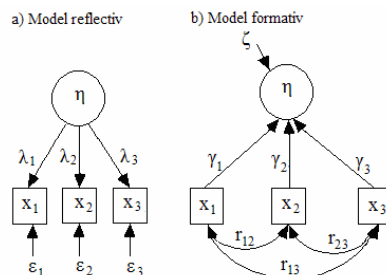 a) Model reflectiv
b) Model formativ
ζ
η
η
λ₁ λ₂ λ₃
γ₁ γ₂ γ₃
x₁ x₂ x₃
x₁ x₂ x₃
r₁₂ r₂₃
ε₁ ε₂ ε₃
r₁₃